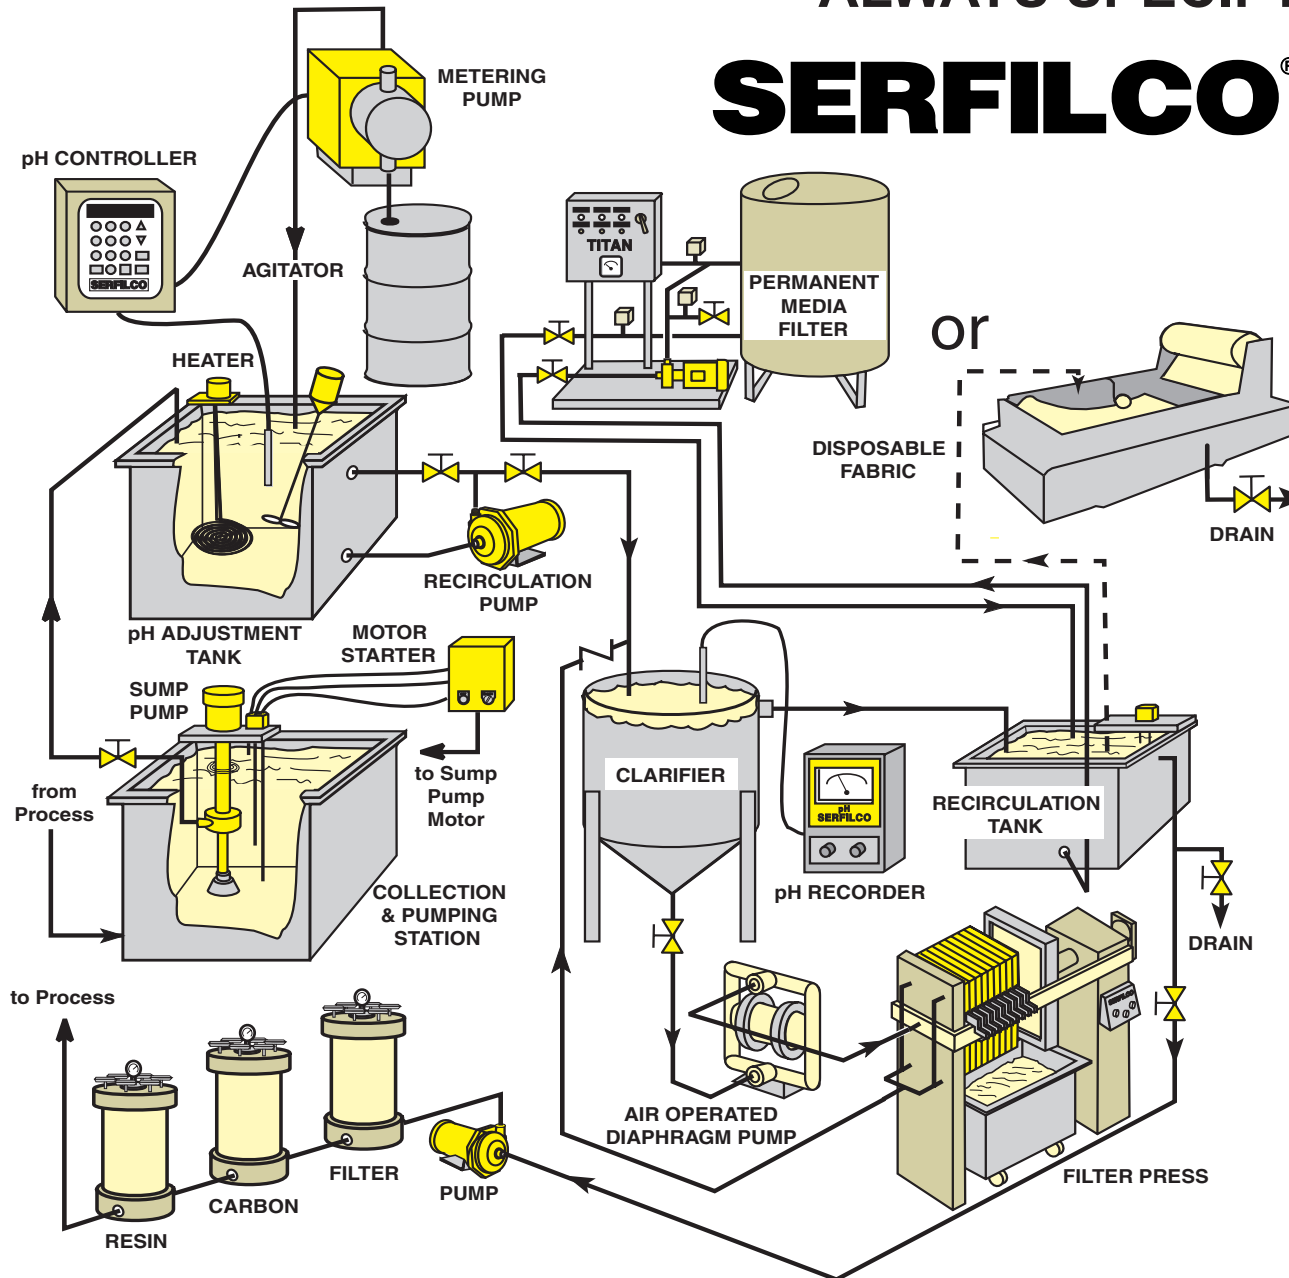 SERFILCO®
METERING
PUMP
pH CONTROLLER
SERFILCO
AGITATOR
HEATER
TITAN
PERMANENT
MEDIA
FILTER
or
DISPOSABLE
FABRIC
DRAIN
RECIRCULATION
PUMP
pH ADJUSTMENT
TANK
MOTOR
STARTER
SUMP
PUMP
to Sump
Pump
Motor
from
Process
COLLECTION
& PUMPING
STATION
CLARIFIER
pH
SERFILCO
pH RECORDER
RECIRCULATION
TANK
DRAIN
to Process
AIR OPERATED
DIAPHRAGM PUMP
SERFILCO
FILTER PRESS
PUMP
FILTER
CARBON
RESIN